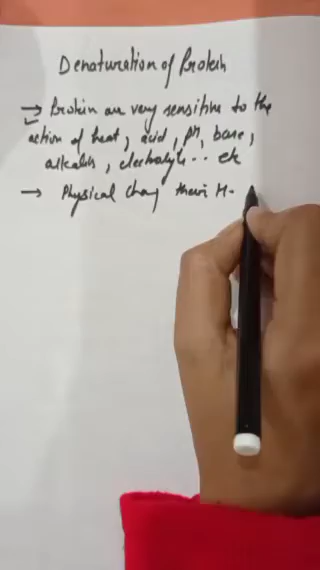 Denaturation of Protein
→ Protein are very sensitive to the
action of heat, acid, pH, base,
alkalis, electrolyte .. etc
→ Physical chang their H-